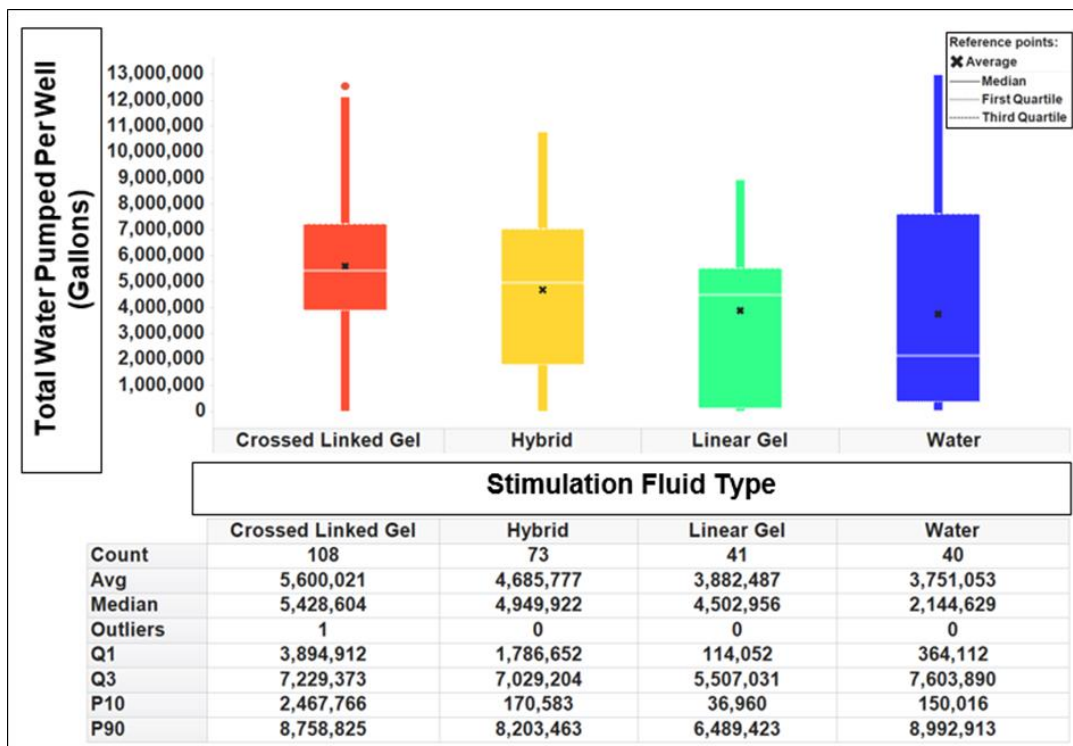 Total Water Pumped Per Well
(Gallons)
13,000,000
12,000,000
11,000,000
10,000,000
9,000,000
8,000,000
7,000,000
6,000,000
5,000,000
4,000,000
3,000,000
2,000,000
1,000,000
0
Reference points:
Average
Median
First Quartile
Third Quartile
Crossed Linked Gel Hybrid Linear Gel Water
Stimulation Fluid Type
Crossed Linked Gel Hybrid Linear Gel Water
Count 108 73 41 40
Avg 5,600,021 4,685,777 3,882,487 3,751,053
Median 5,428,604 4,949,922 4,502,956 2,144,629
Outliers 1 0 0 0
Q1 3,894,912 1,786,652 114,052 364,112
Q3 7,229,373 7,029,204 5,507,031 7,603,890
P10 2,467,766 170,583 36,960 150,016
P90 8,758,825 8,203,463 6,489,423 8,992,913